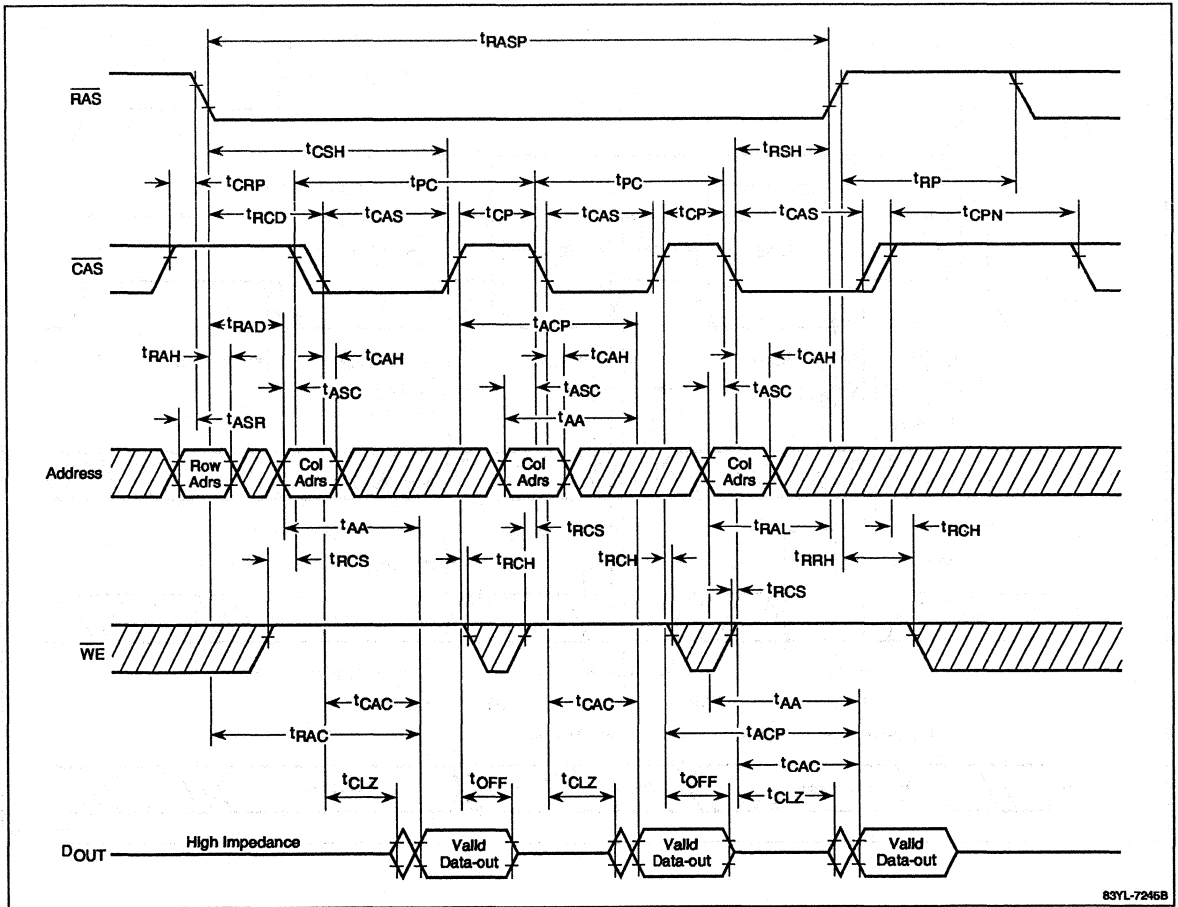 tRASP
RAS
tCSH tRSH
tCRP tPC tPC tRP
tRCD tCAS tCP tCAS tCP tCAS tCPN
CAS
tRAD tACP
tRAH tCAH tCAH tCAH
tASC tASC tASC
tASR tAA
Address Row Adrs Col Adrs Col Adrs Col Adrs
tAA tRCS tRAL tRCH
tRCS tRCH tRCH tRRH
tRCS
WE
tCAC tCAC tAA
tRAC tACP
tCAC
tCLZ tOFF tCLZ tOFF tCLZ
DOUT High Impedance Valid Data-out Valid Data-out Valid Data-out
83YL-7245B